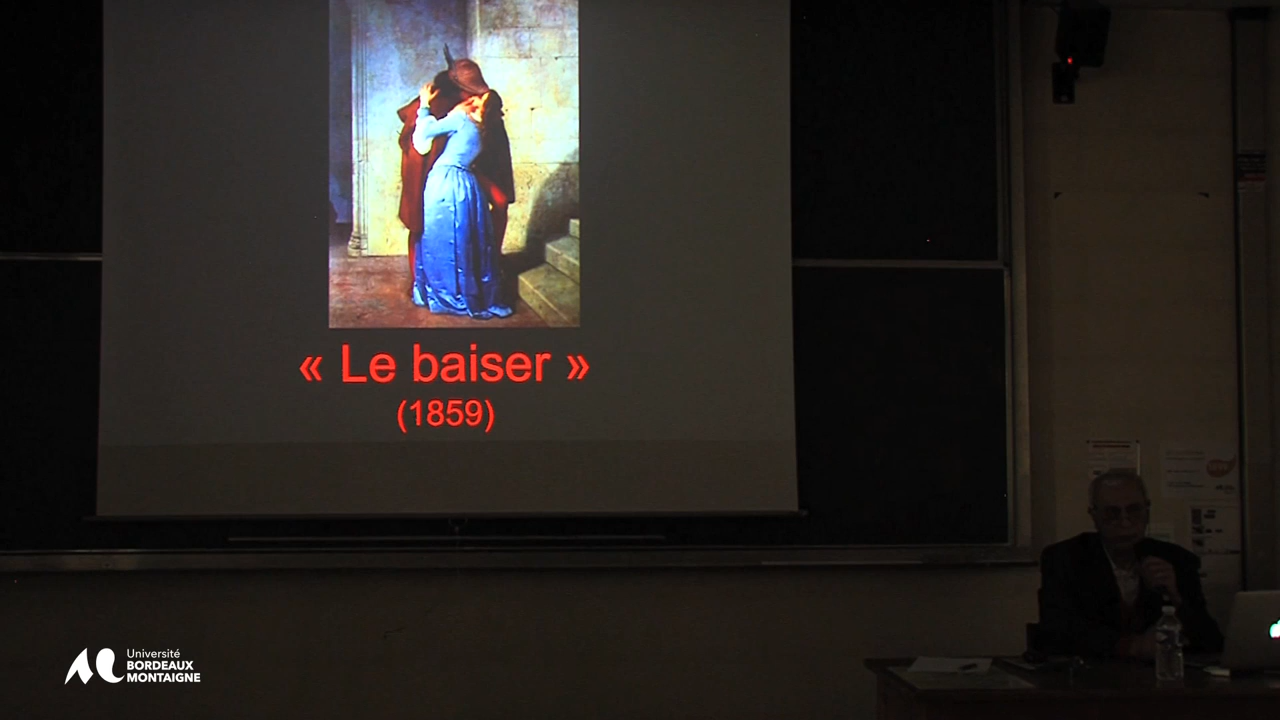 « Le baiser »
(1859)
Université
BORDEAUX
MONTAIGNE